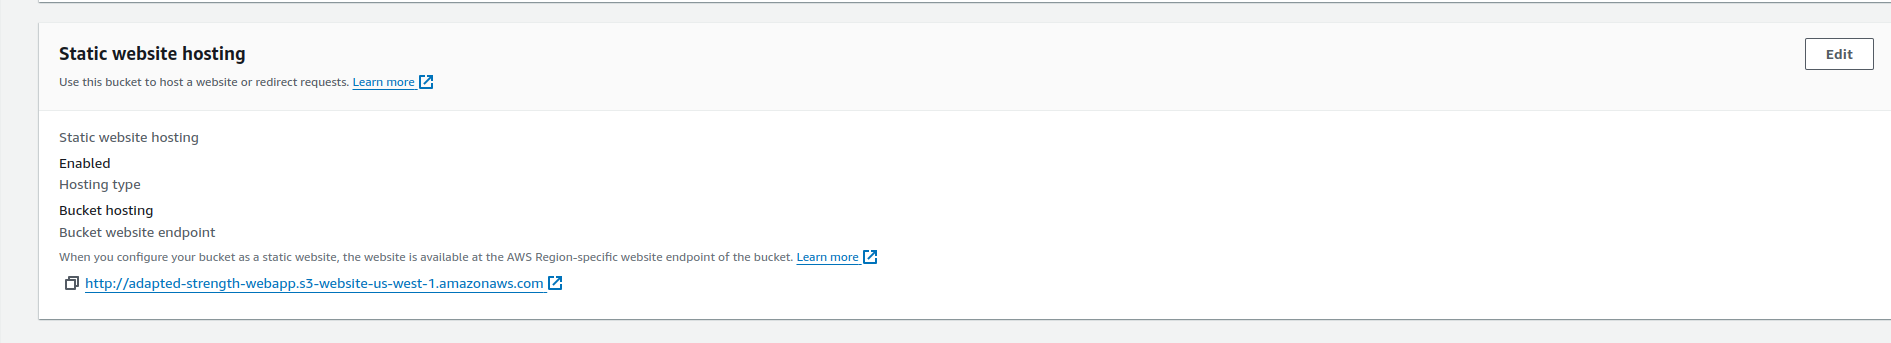 Static website hosting
Edit
Use this bucket to host a website or redirect requests. Learn more
Static website hosting
Enabled
Hosting type
Bucket hosting
Bucket website endpoint
When you configure your bucket as a static website, the website is available at the AWS Region-specific website endpoint of the bucket. Learn more
http://adapted-strength-webapp.s3-website-us-west-1.amazonaws.com